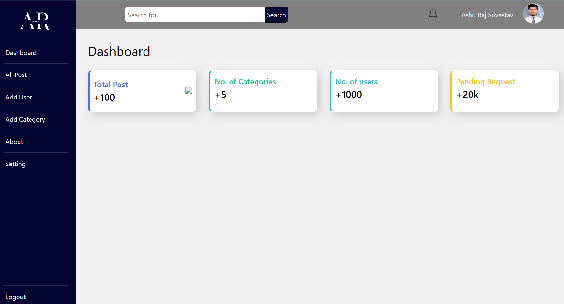 AR
Search for
Search
Ashu Raj Srivastav
Dashboard
All Post
Add User
Add Category
About
Setting
Logout
Dashboard
Total Post
+100
No. of Categories
+5
No. of users
+1000
Pending Request
+20k